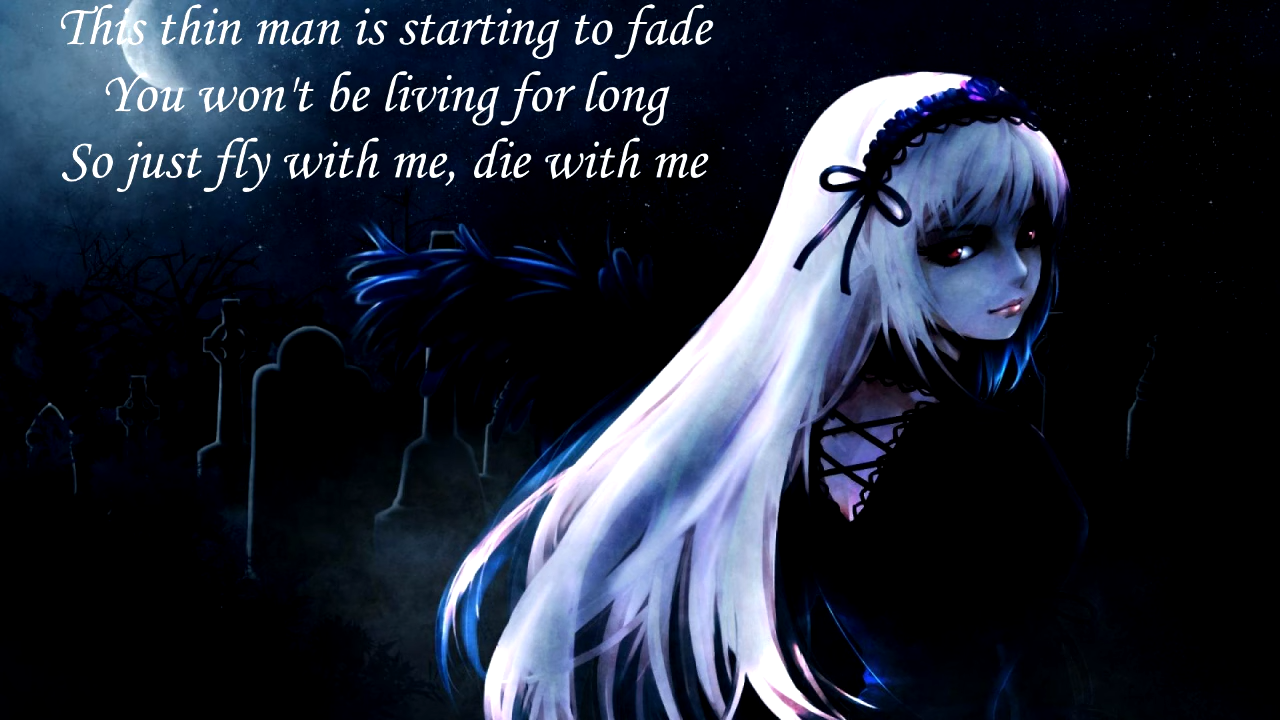 This thin man is starting to fade
You won't be living for long
So just fly with me, die with me